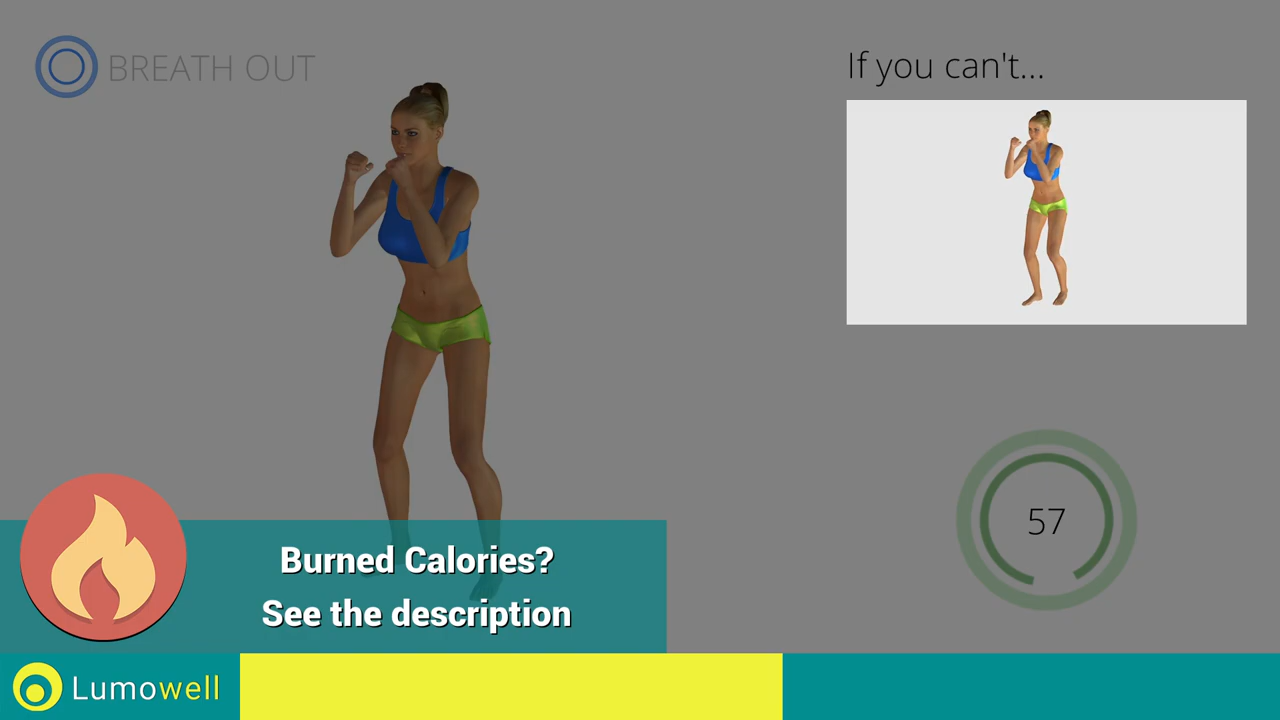 BREATH OUT
If you can't...
57
Burned Calories?
See the description
Lumowell